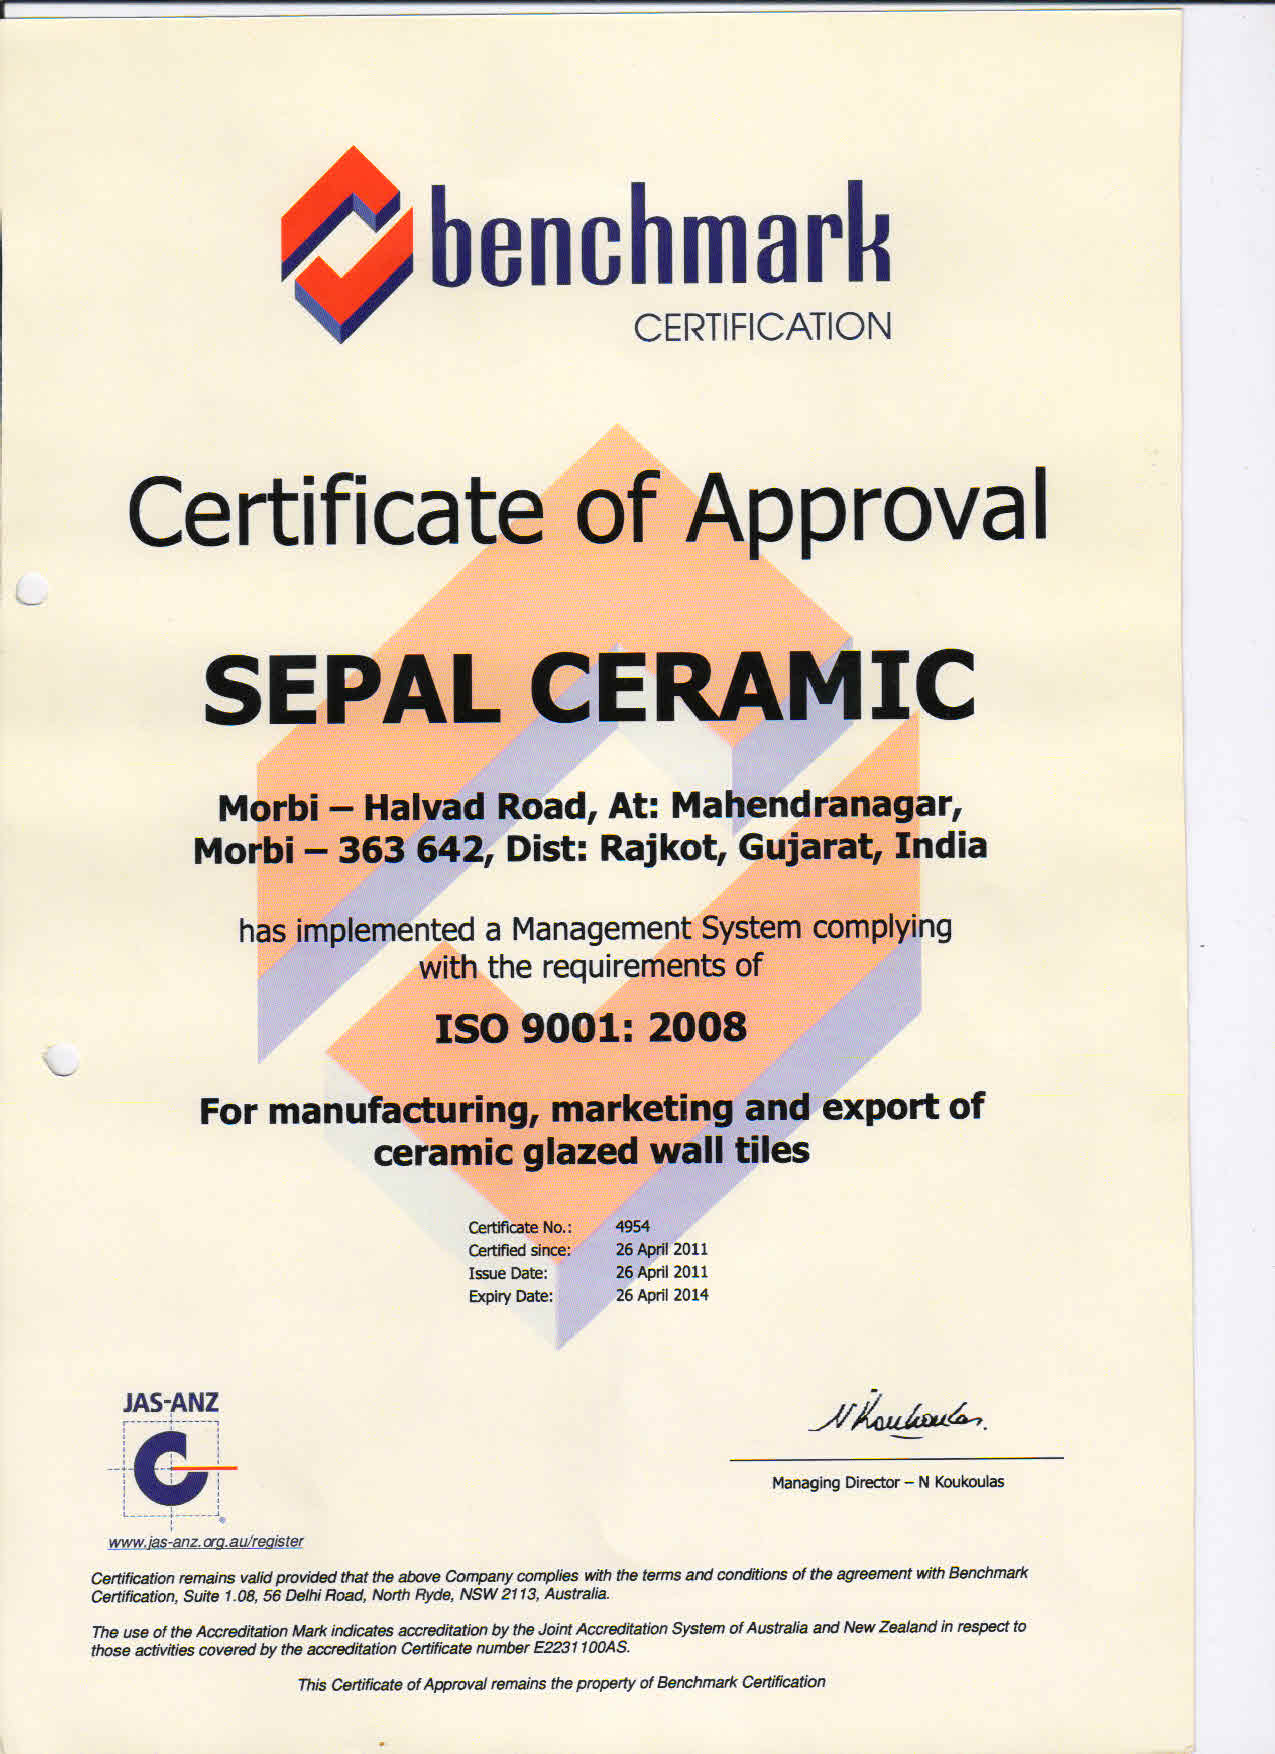 benchmark
CERTIFICATION
Certificate of Approval
SEPAL CERAMIC
Morbi – Halvad Road, At: Mahendranagar,
Morbi – 363 642, Dist: Rajkot, Gujarat, India
has implemented a Management System complying
with the requirements of
ISO 9001: 2008
For manufacturing, marketing and export of
ceramic glazed wall tiles
Certificate No.: 4954
Certified since: 26 April 2011
Issue Date: 26 April 2011
Expiry Date: 26 April 2014
JAS-ANZ
N Koukoulas.
Managing Director – N Koukoulas
www.jas-anz.org.au/register
Certification remains valid provided that the above Company complies with the terms and conditions of the agreement with Benchmark
Certification, Suite 1.08, 56 Delhi Road, North Ryde, NSW 2113, Australia.
The use of the Accreditation Mark indicates accreditation by the Joint Accreditation System of Australia and New Zealand in respect to
those activities covered by the accreditation Certificate number E2231100AS.
This Certificate of Approval remains the property of Benchmark Certification